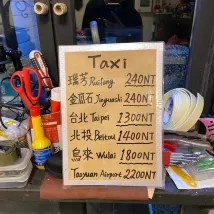 Taxi
瑞芳 Ruifang 240NT
金瓜石 Jinguashi 240NT
台北 Taipei 1300NT
北投 Beitou 1400NT
烏來 Wulai 1800NT
Taoyuan Airport 2200NT